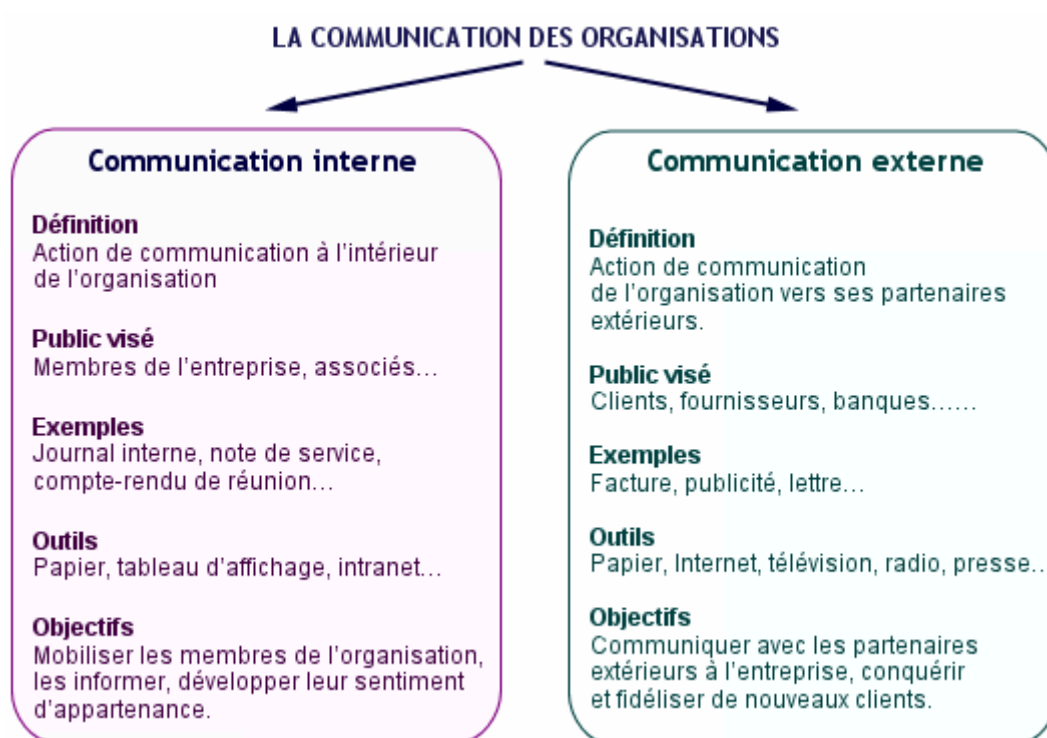 LA COMMUNICATION DES ORGANISATIONS
Communication interne
Définition
Action de communication à l'intérieur
de l'organisation
Public visé
Membres de l'entreprise, associés...
Exemples
Journal interne, note de service,
compte-rendu de réunion...
Outils
Papier, tableau d'affichage, intranet...
Objectifs
Mobiliser les membres de l'organisation,
les informer, développer leur sentiment
d'appartenance.
Communication externe
Définition
Action de communication
de l'organisation vers ses partenaires
extérieurs.
Public visé
Clients, fournisseurs, banques......
Exemples
Facture, publicité, lettre...
Outils
Papier, Internet, télévision, radio, presse...
Objectifs
Communiquer avec les partenaires
extérieurs à l'entreprise, conquérir
et fidéliser de nouveaux clients.